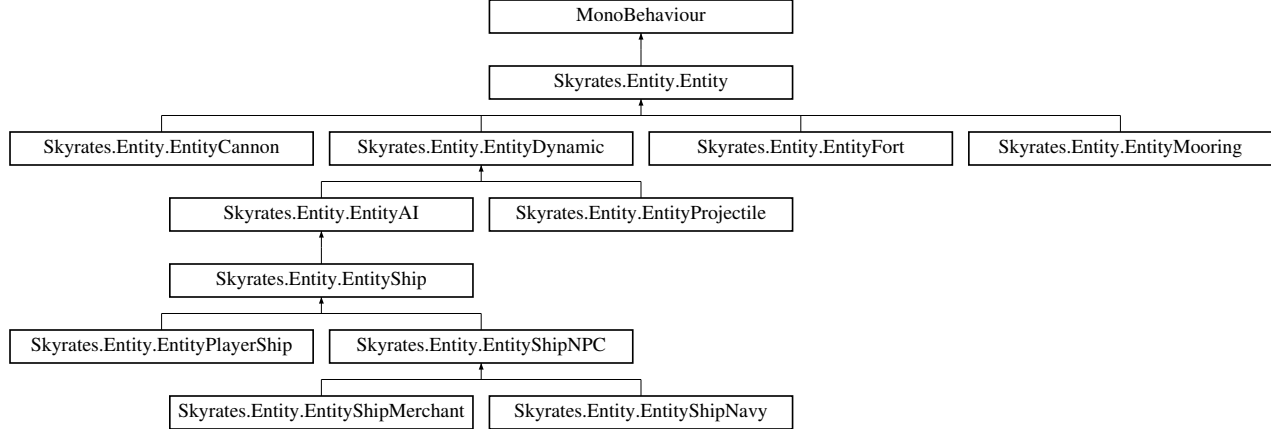 MonoBehaviour
Skyrates.Entity.Entity
Skyrates.Entity.EntityCannon
Skyrates.Entity.EntityDynamic
Skyrates.Entity.EntityFort
Skyrates.Entity.EntityMooring
Skyrates.Entity.EntityAI
Skyrates.Entity.EntityProjectile
Skyrates.Entity.EntityShip
Skyrates.Entity.EntityPlayerShip
Skyrates.Entity.EntityShipNPC
Skyrates.Entity.EntityShipMerchant
Skyrates.Entity.EntityShipNavy